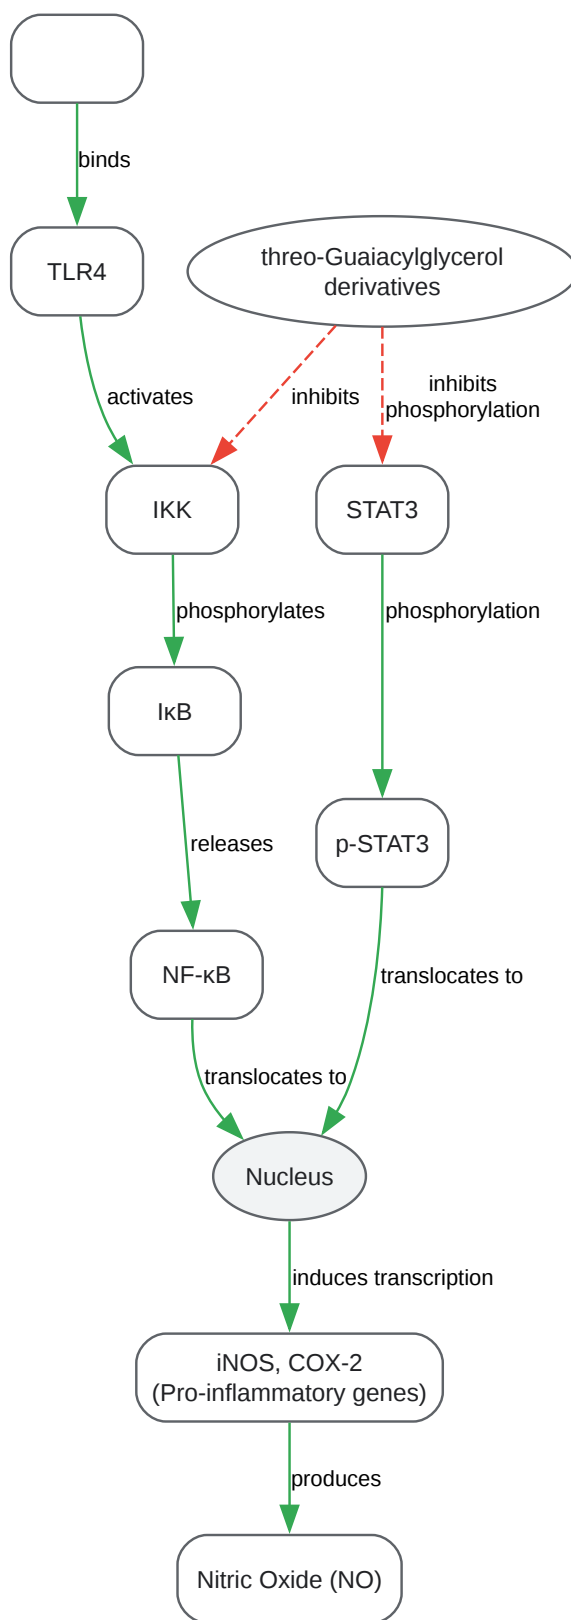 binds
TLR4
threo-Guaiacylglycerol
derivatives
activates
inhibits
inhibits
phosphorylation
IKK
STAT3
phosphorylates
phosphorylation
IκB
releases
p-STAT3
NF-κB
translocates to
translocates to
Nucleus
induces transcription
iNOS, COX-2
(Pro-inflammatory genes)
produces
Nitric Oxide (NO)